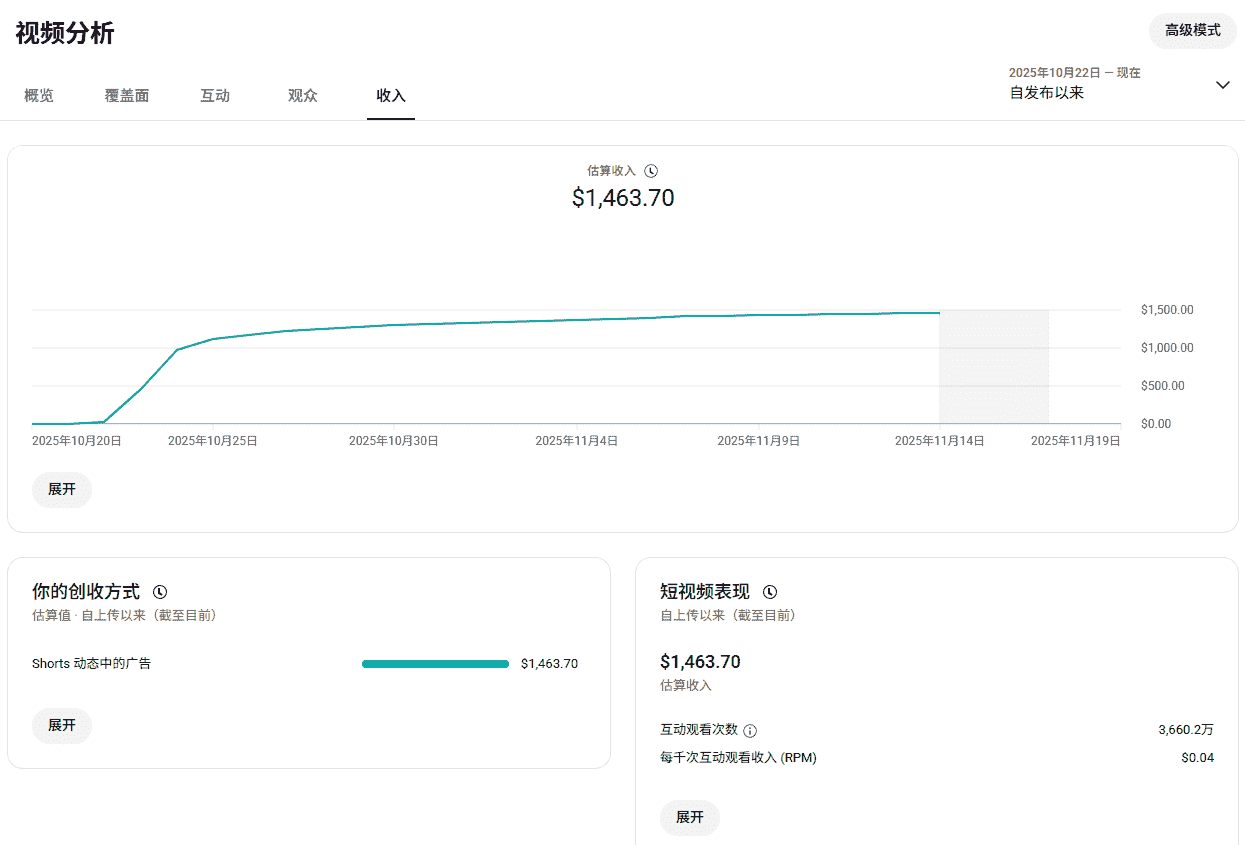 视频分析
高级模式
概览 覆盖面 互动 观众 收入
2025年10月22日 – 现在
自发布以来
估算收入
$1,463.70
$1,500.00
$1,000.00
$500.00
$0.00
2025年10月20日 2025年10月25日 2025年10月30日 2025年11月4日 2025年11月9日 2025年11月14日 2025年11月19日
展开
你的创收方式
估算值 · 自上传以来（截至目前）
Shorts 动态中的广告 $1,463.70
展开
短视频表现
自上传以来（截至目前）
$1,463.70
估算收入
互动观看次数 3,660.2万
每千次互动观看收入 (RPM) $0.04
展开